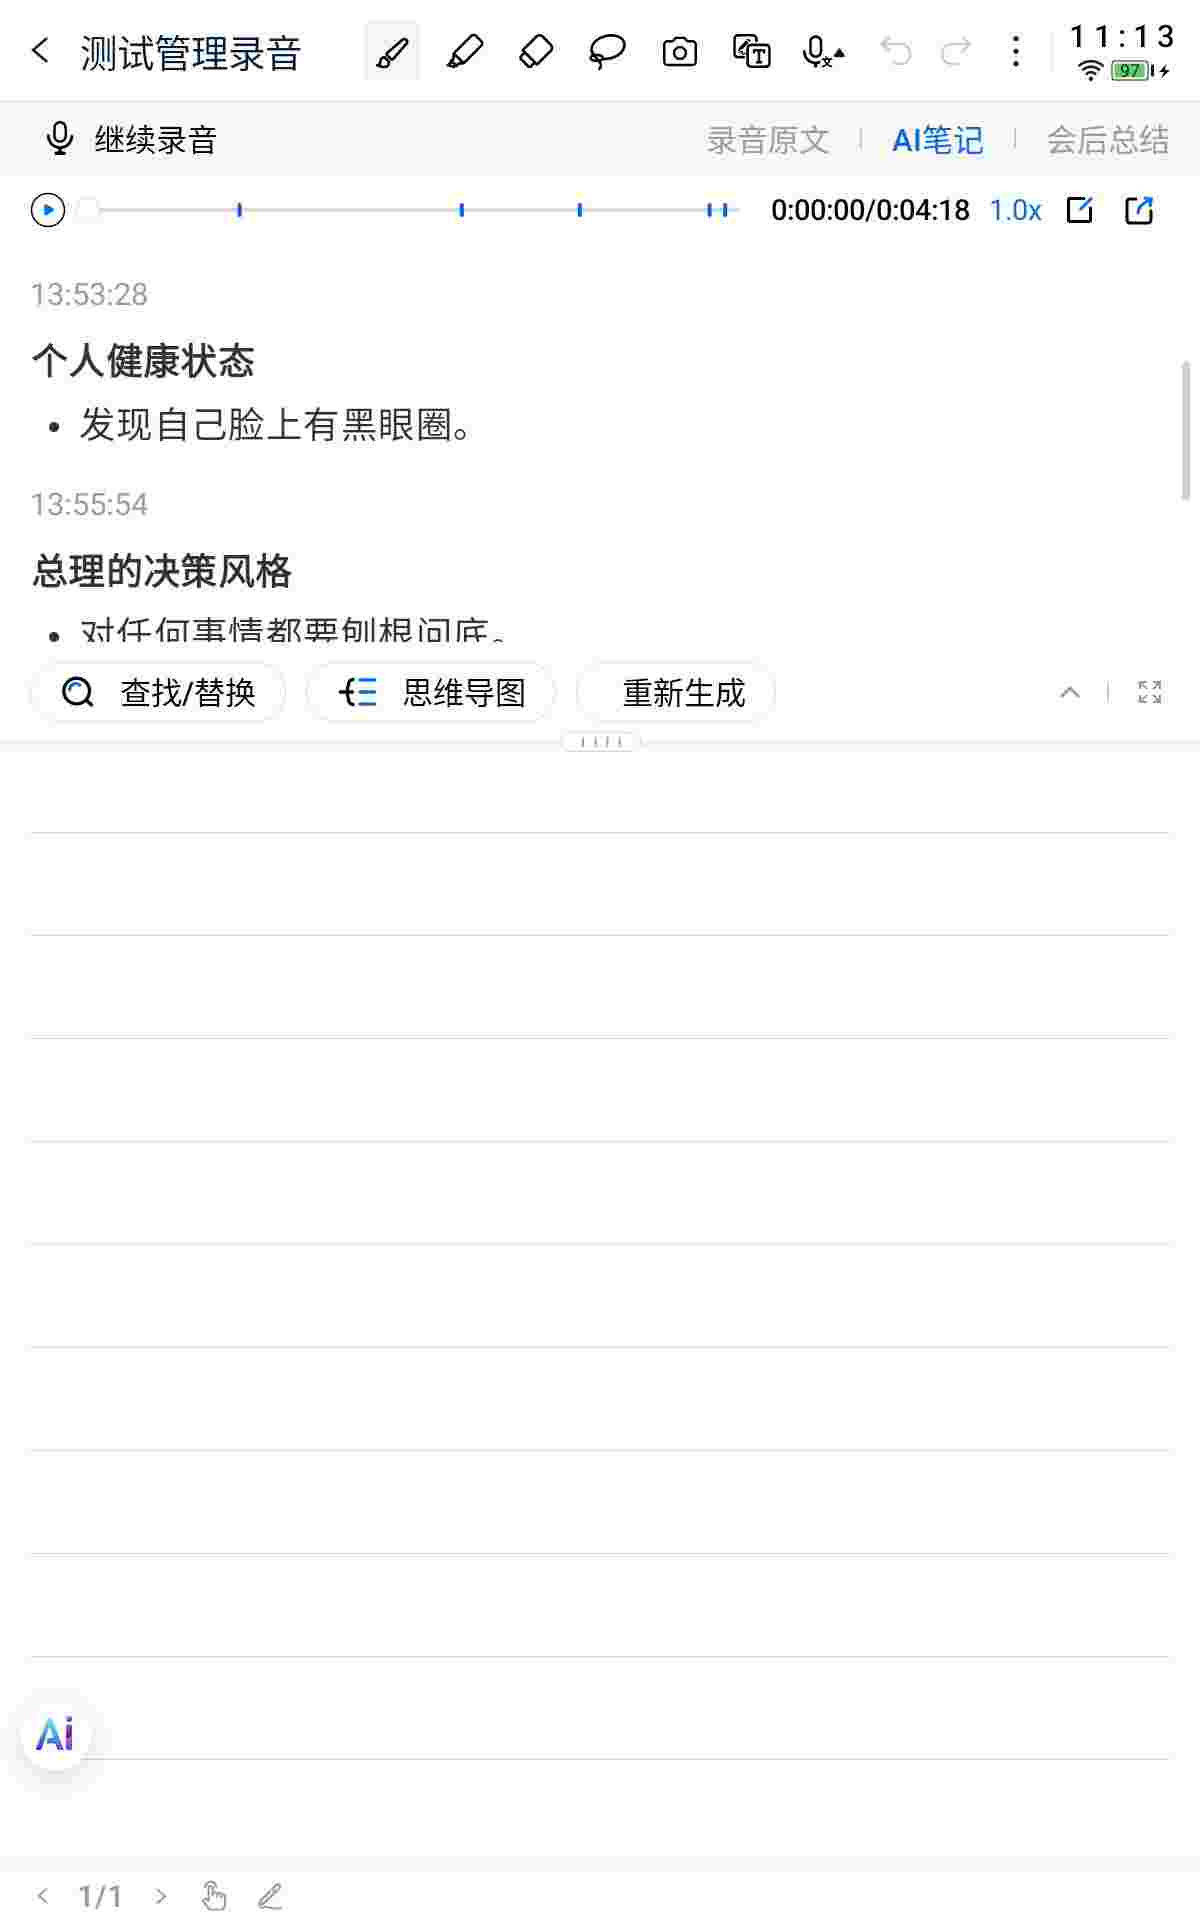 测试管理录音
11:13
97
继续录音
录音原文
AI笔记
会后总结
0:00:00/0:04:18
1.0x
13:53:28
个人健康状态
• 发现自己脸上有黑眼圈。
13:55:54
总理的决策风格
• 对任何事情都要刨根问底。
查找/替换
思维导图
重新生成
Ai
1/1